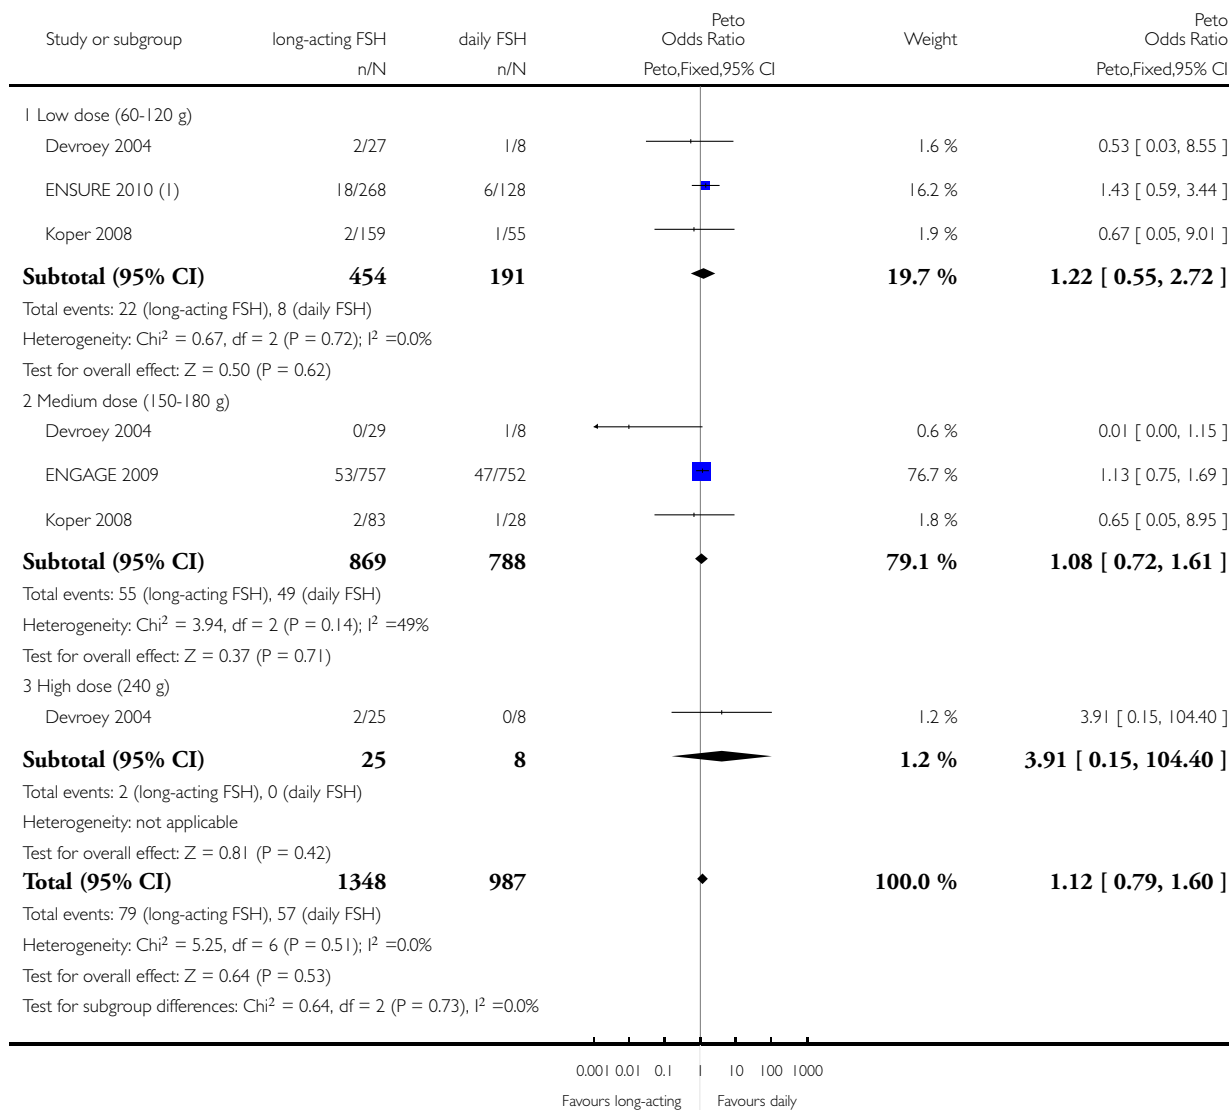 Study or subgroup long-acting FSH daily FSH Peto Odds Ratio Weight Peto Odds Ratio
n/N n/N Peto,Fixed,95% CI Peto,Fixed,95% CI
1 Low dose (60-120 g)
Devroey 2004 2/27 1/8 1.6 % 0.53 [ 0.03, 8.55 ]
ENSURE 2010 (1) 18/268 6/128 16.2 % 1.43 [ 0.59, 3.44 ]
Koper 2008 2/159 1/55 1.9 % 0.67 [ 0.05, 9.01 ]
Subtotal (95% CI) 454 191 19.7 % 1.22 [ 0.55, 2.72 ]
Total events: 22 (long-acting FSH), 8 (daily FSH)
Heterogeneity: Chi² = 0.67, df = 2 (P = 0.72); I² =0.0%
Test for overall effect: Z = 0.50 (P = 0.62)
2 Medium dose (150-180 g)
Devroey 2004 0/29 1/8 0.6 % 0.01 [ 0.00, 1.15 ]
ENGAGE 2009 53/757 47/752 76.7 % 1.13 [ 0.75, 1.69 ]
Koper 2008 2/83 1/28 1.8 % 0.65 [ 0.05, 8.95 ]
Subtotal (95% CI) 869 788 79.1 % 1.08 [ 0.72, 1.61 ]
Total events: 55 (long-acting FSH), 49 (daily FSH)
Heterogeneity: Chi² = 3.94, df = 2 (P = 0.14); I² =49%
Test for overall effect: Z = 0.37 (P = 0.71)
3 High dose (240 g)
Devroey 2004 2/25 0/8 1.2 % 3.91 [ 0.15, 104.40 ]
Subtotal (95% CI) 25 8 1.2 % 3.91 [ 0.15, 104.40 ]
Total events: 2 (long-acting FSH), 0 (daily FSH)
Heterogeneity: not applicable
Test for overall effect: Z = 0.81 (P = 0.42)
Total (95% CI) 1348 987 100.0 % 1.12 [ 0.79, 1.60 ]
Total events: 79 (long-acting FSH), 57 (daily FSH)
Heterogeneity: Chi² = 5.25, df = 6 (P = 0.51); I² =0.0%
Test for overall effect: Z = 0.64 (P = 0.53)
Test for subgroup differences: Chi² = 0.64, df = 2 (P = 0.73), I² =0.0%
0.001 0.01 0.1 1 10 100 1000
Favours long-acting Favours daily